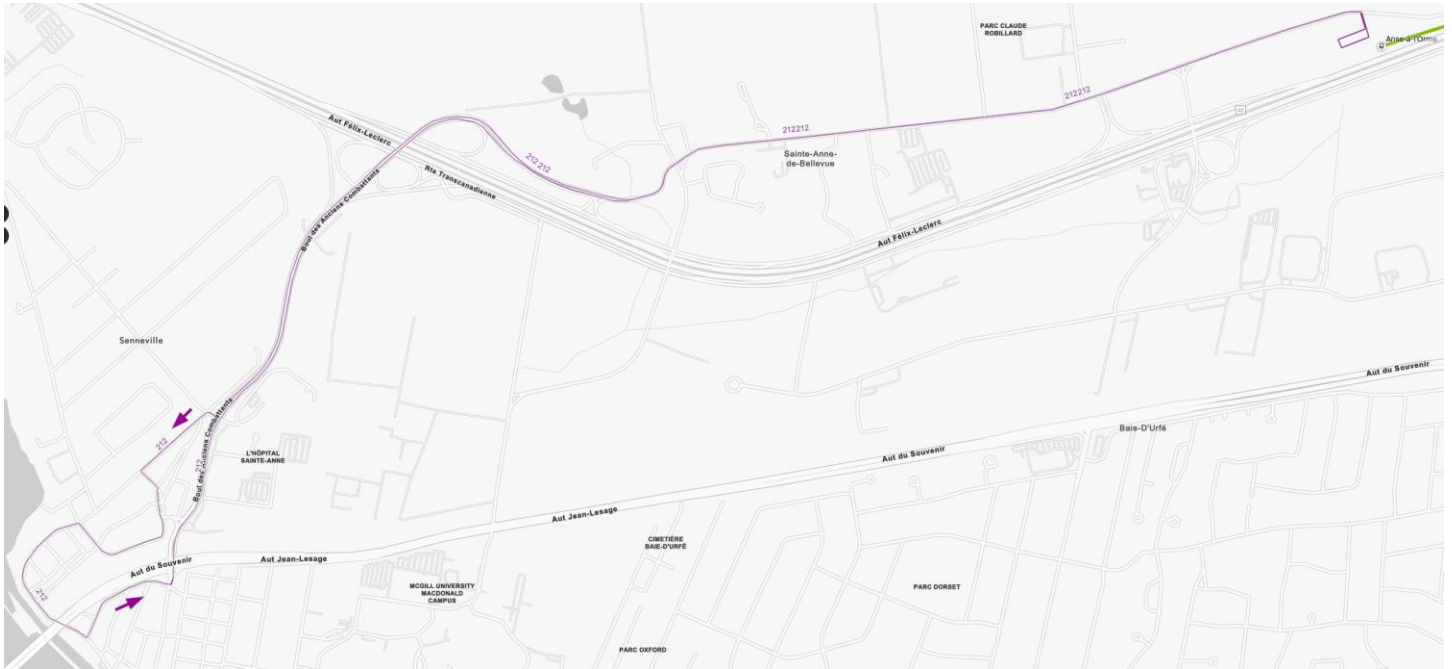 PARC CLAUDE
ROBILLARD
Anse-à-l'Orme
40
212212
Aut Félix-Leclerc
212212
Sainte-Anne-
de-Bellevue
212 212
Rte Transcanadienne
Boul des Anciens Combattants
Aut Félix-Leclerc
Senneville
Aut du Souvenir
212
Boul des Anciens Combattants
212
L'HÔPITAL
SAINTE-ANNE
Baie-D'Urfé
Aut du Souvenir
Aut Jean-Lesage
CIMETIÈRE
BAIE-D'URFÉ
Aut du Souvenir
Aut Jean-Lesage
212
MCGILL UNIVERSITY
MACDONALD
CAMPUS
PARC DORSET
PARC OXFORD